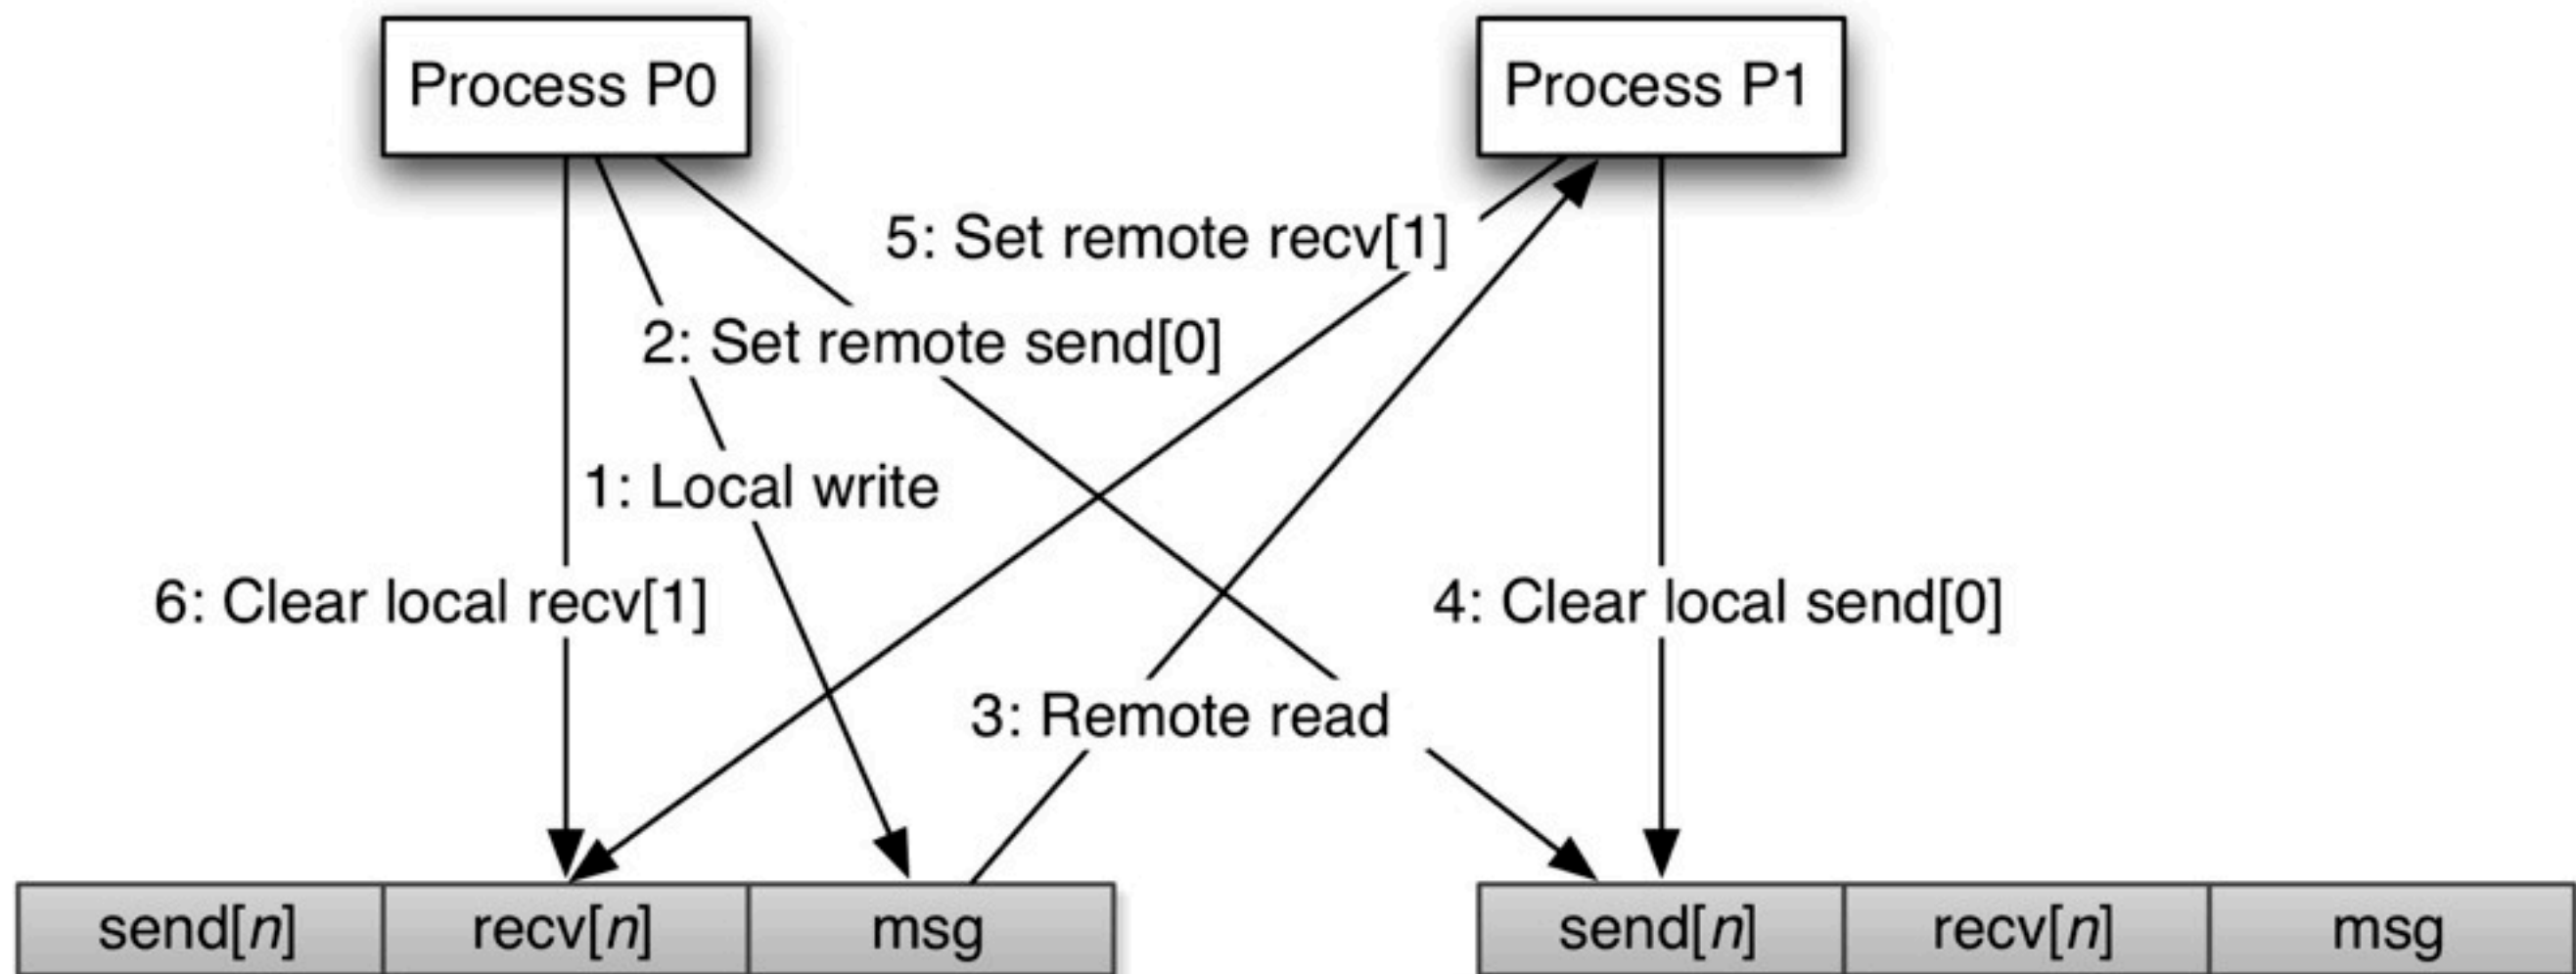 Process P0
Process P1
5: Set remote recv[1]
2: Set remote send[0]
1: Local write
6: Clear local recv[1]
4: Clear local send[0]
3: Remote read
send[n]
recv[n]
msg
send[n]
recv[n]
msg